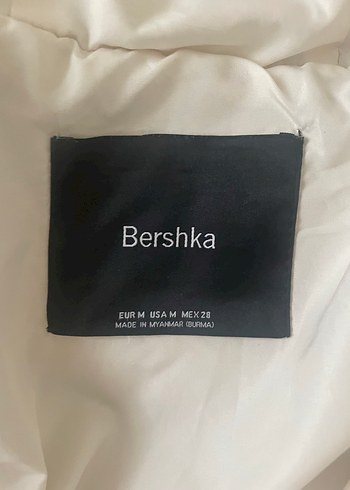 Bershka
EUR M USA M MEX 28
MADE IN MYANMAR (BURMA)